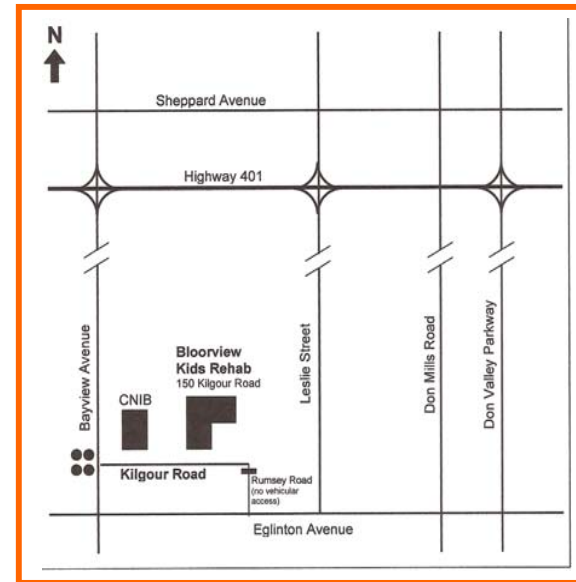 N
Sheppard Avenue
Highway 401
Bayview Avenue
Leslie Street
Don Mills Road
Don Valley Parkway
Bloorview
Kids Rehab
150 Kilgour Road
CNIB
Kilgour Road
Rumsey Road
(no vehicular
access)
Eglinton Avenue